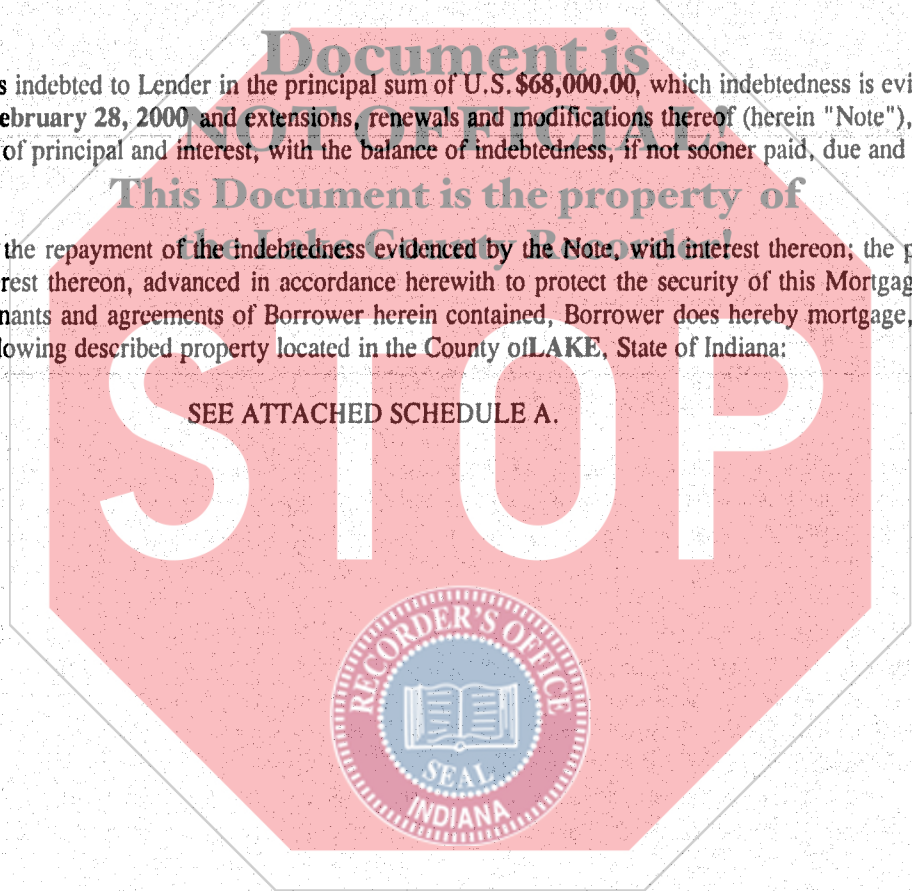 Document is
s indebted to Lender in the principal sum of U.S.$68,000.00, which indebtedness is evi
ebruary 28, 2000 and extensions, renewals and modifications thereof (herein "Note"),
NOT OFFICIAL!
of principal and interest, with the balance of indebtedness, if not sooner paid, due and
This Document is the property of
the Lake County Recorder!
the repayment of the indebtedness evidenced by the Note, with interest thereon; the p
rest thereon, advanced in accordance herewith to protect the security of this Mortgag
nants and agreements of Borrower herein contained, Borrower does hereby mortgage,
lowing described property located in the County ofLAKE, State of Indiana:
SEE ATTACHED SCHEDULE A.
STOP
RECORDER'S OFFICE
SEAL
INDIANA